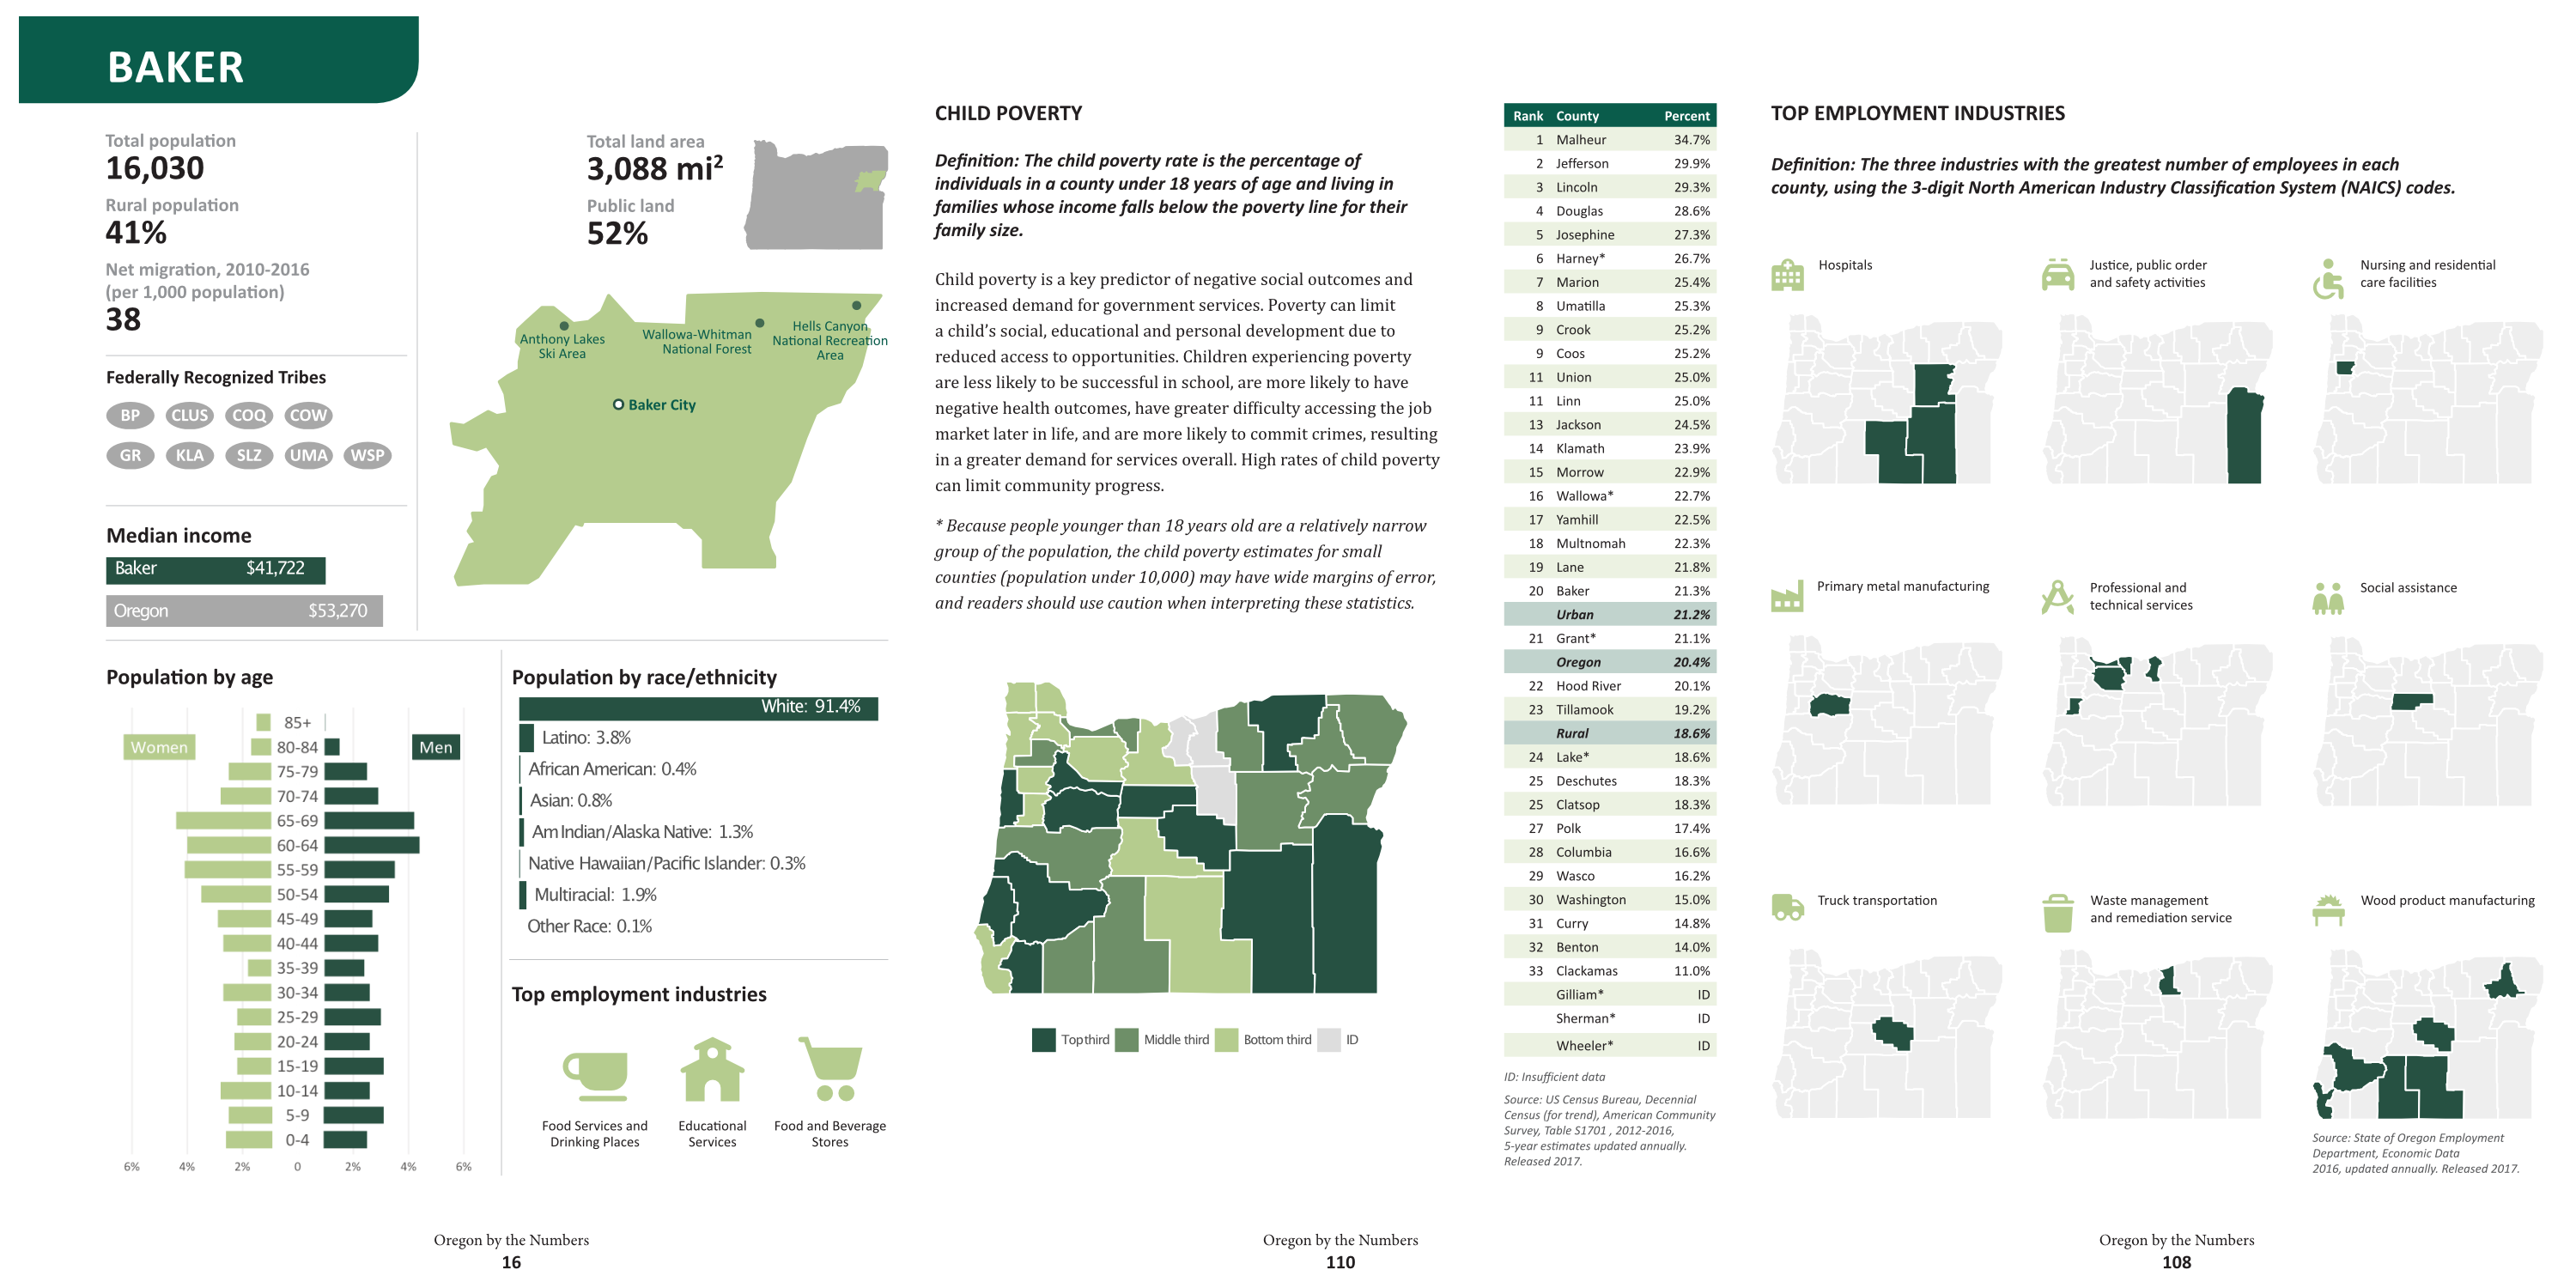 BAKER
Total population
16,030
Rural population
41%
Net migration, 2010-2016
(per 1,000 population)
38
Total land area
3,088 mi²
Public land
52%
Federally Recognized Tribes
BP CLUS COQ COW
GR KLA SLZ UMA WSP
Median income
Baker $41,722
Oregon $53,270
Anthony Lakes
Ski Area
Wallowa-Whitman
National Forest
Hells Canyon
National Recreation
Area
Baker City
Population by age
Women
Men
85+
80-84
75-79
70-74
65-69
60-64
55-59
50-54
45-49
40-44
35-39
30-34
25-29
20-24
15-19
10-14
5-9
0-4
6% 4% 2% 0 2% 4% 6%
Population by race/ethnicity
White: 91.4%
Latino: 3.8%
African American: 0.4%
Asian: 0.8%
Am Indian/Alaska Native: 1.3%
Native Hawaiian/Pacific Islander: 0.3%
Multiracial: 1.9%
Other Race: 0.1%
Top employment industries
Food Services and
Drinking Places
Educational
Services
Food and Beverage
Stores
Oregon by the Numbers
16
CHILD POVERTY
Definition: The child poverty rate is the percentage of
individuals in a county under 18 years of age and living in
families whose income falls below the poverty line for their
family size.
Child poverty is a key predictor of negative social outcomes and
increased demand for government services. Poverty can limit
a child’s social, educational and personal development due to
reduced access to opportunities. Children experiencing poverty
are less likely to be successful in school, are more likely to have
negative health outcomes, have greater difficulty accessing the job
market later in life, and are more likely to commit crimes, resulting
in a greater demand for services overall. High rates of child poverty
can limit community progress.
* Because people younger than 18 years old are a relatively narrow
group of the population, the child poverty estimates for small
counties (population under 10,000) may have wide margins of error,
and readers should use caution when interpreting these statistics.
Top third Middle third Bottom third ID
Rank County Percent
1 Malheur 34.7%
2 Jefferson 29.9%
3 Lincoln 29.3%
4 Douglas 28.6%
5 Josephine 27.3%
6 Harney* 26.7%
7 Marion 25.4%
8 Umatilla 25.3%
9 Crook 25.2%
9 Coos 25.2%
11 Union 25.0%
11 Linn 25.0%
13 Jackson 24.5%
14 Klamath 23.9%
15 Morrow 22.9%
16 Wallowa* 22.7%
17 Yamhill 22.5%
18 Multnomah 22.3%
19 Lane 21.8%
20 Baker 21.3%
Urban 21.2%
21 Grant* 21.1%
Oregon 20.4%
22 Hood River 20.1%
23 Tillamook 19.2%
Rural 18.6%
24 Lake* 18.6%
25 Deschutes 18.3%
25 Clatsop 18.3%
27 Polk 17.4%
28 Columbia 16.6%
29 Wasco 16.2%
30 Washington 15.0%
31 Curry 14.8%
32 Benton 14.0%
33 Clackamas 11.0%
Gilliam* ID
Sherman* ID
Wheeler* ID
ID: Insufficient data
Source: US Census Bureau, Decennial
Census (for trend), American Community
Survey, Table S1701 , 2012-2016,
5-year estimates updated annually.
Released 2017.
Oregon by the Numbers
110
TOP EMPLOYMENT INDUSTRIES
Definition: The three industries with the greatest number of employees in each
county, using the 3-digit North American Industry Classification System (NAICS) codes.
Hospitals
Justice, public order
and safety activities
Nursing and residential
care facilities
Primary metal manufacturing
Professional and
technical services
Social assistance
Truck transportation
Waste management
and remediation service
Wood product manufacturing
Source: State of Oregon Employment
Department, Economic Data
2016, updated annually. Released 2017.
Oregon by the Numbers
108